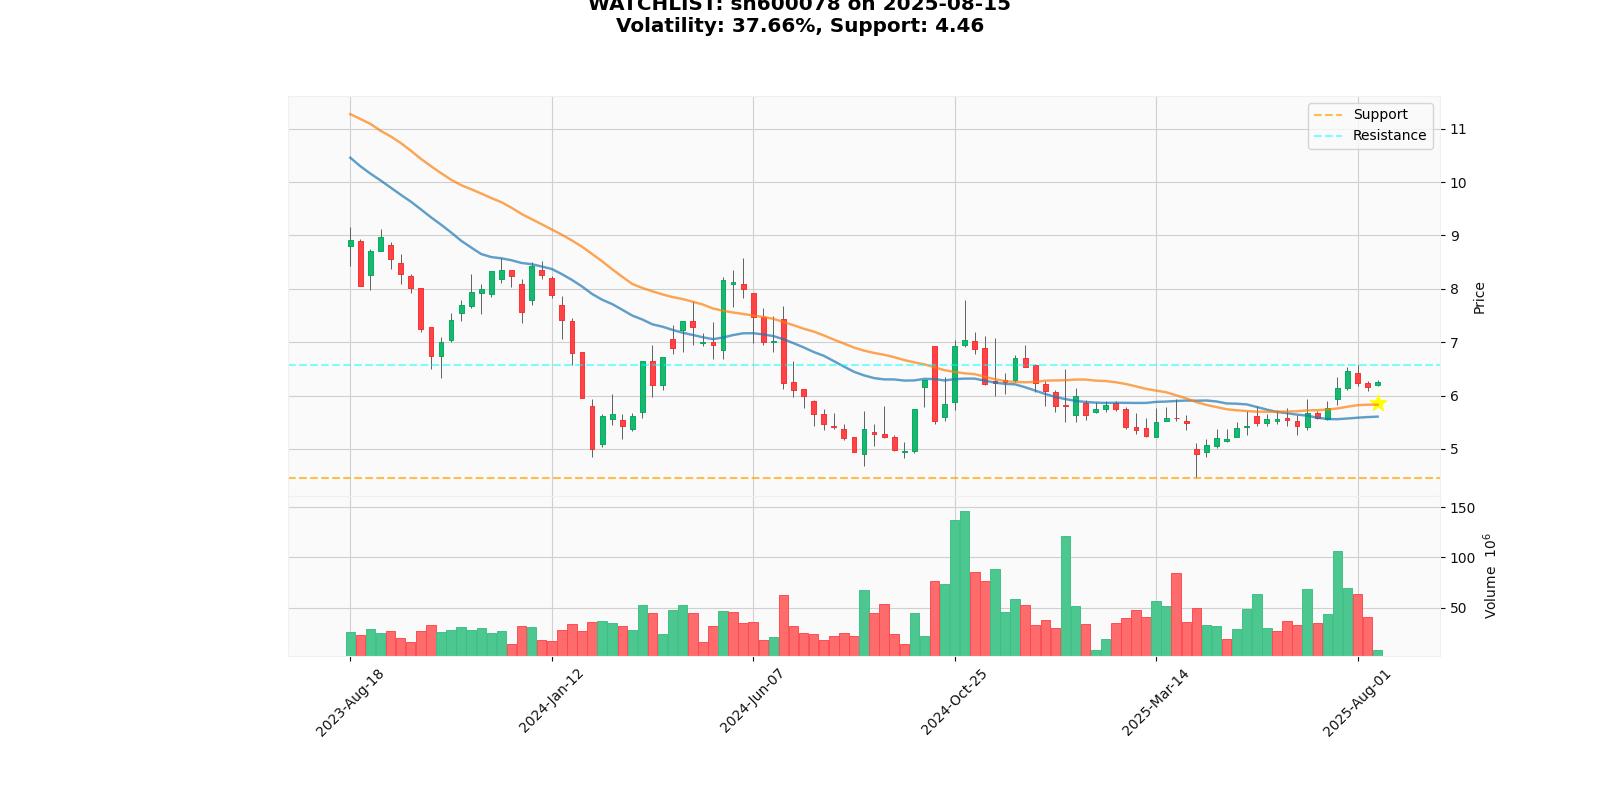 WATCHLIST: sh600078 on 2025-08-15
Volatility: 37.66%, Support: 4.46
Support
Resistance
11
10
9
8
7
6
5
Price
150
100
50
Volume 10^6
2023-Aug-18
2024-Jan-12
2024-Jun-07
2024-Oct-25
2025-Mar-14
2025-Aug-01